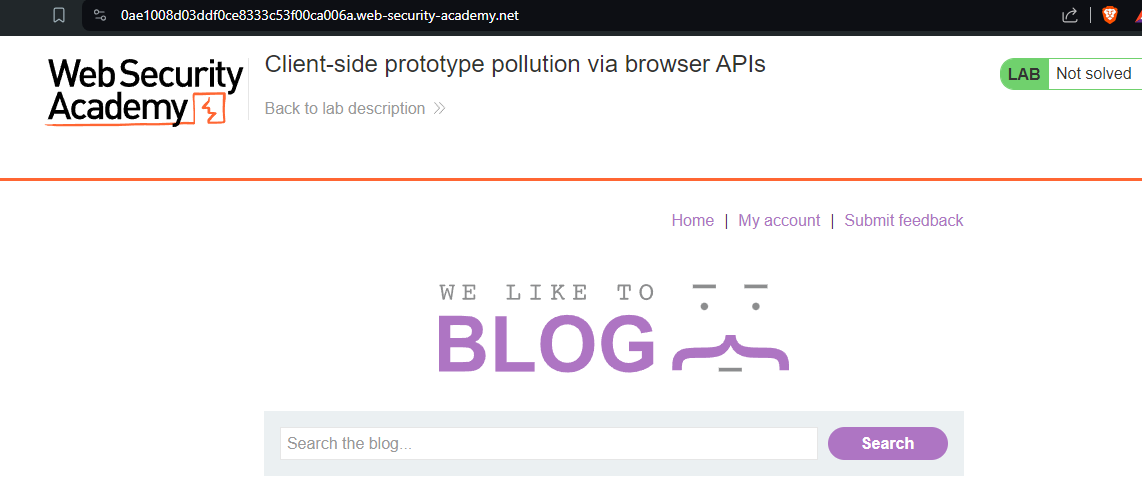 0ae1008d03ddf0ce8333c53f00ca006a.web-security-academy.net
Web Security
Academy
Client-side prototype pollution via browser APIs
Back to lab description
LAB Not solved
Home | My account | Submit feedback
WE LIKE TO
BLOG
Search the blog...
Search